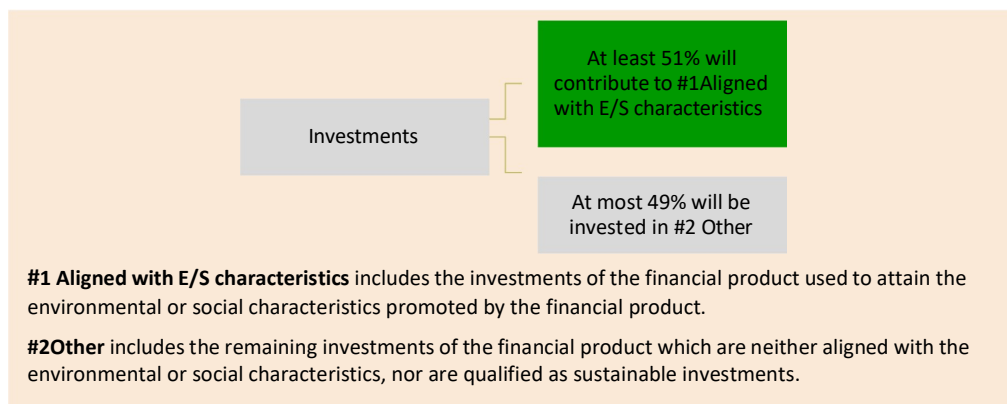 At least 51% will
contribute to #1Aligned
with E/S characteristics
Investments
At most 49% will be
invested in #2 Other
#1 Aligned with E/S characteristics includes the investments of the financial product used to attain the
environmental or social characteristics promoted by the financial product.
#2Other includes the remaining investments of the financial product which are neither aligned with the
environmental or social characteristics, nor are qualified as sustainable investments.